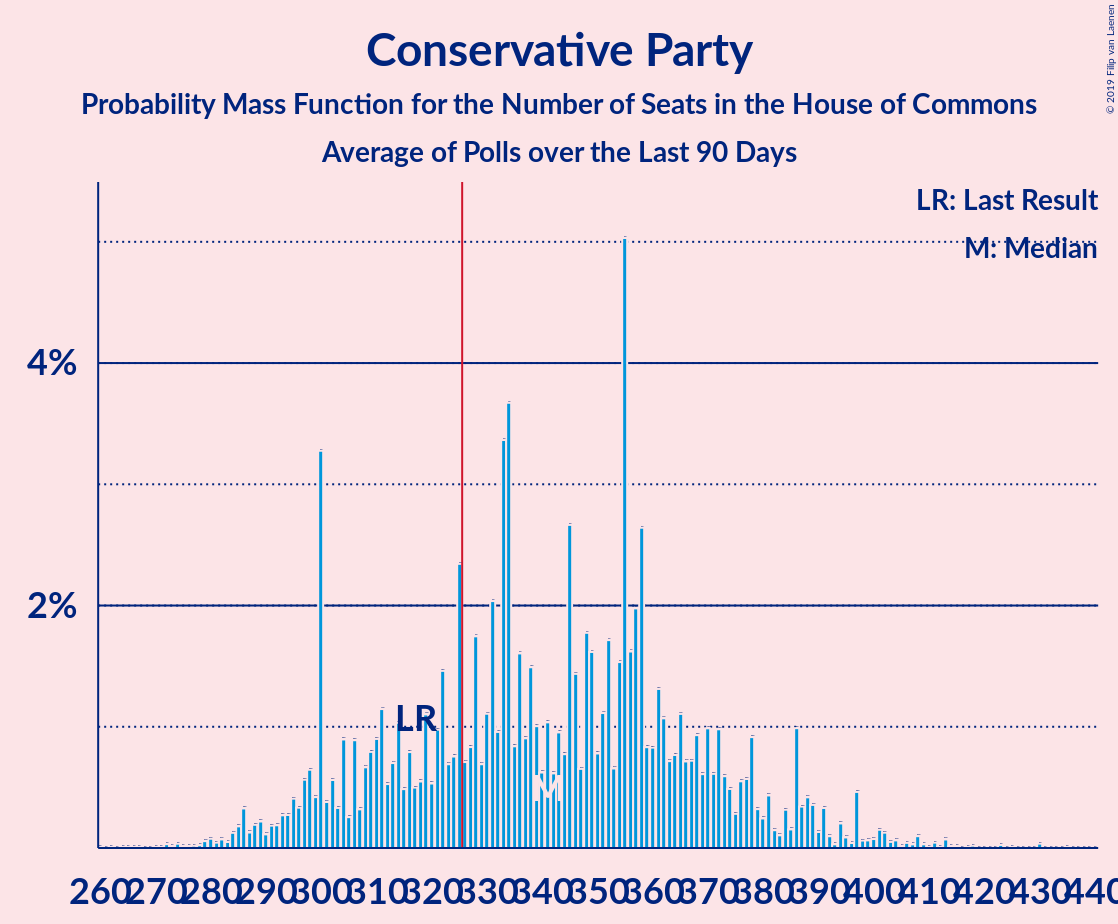 Conservative Party
Probability Mass Function for the Number of Seats in the House of Commons
Average of Polls over the Last 90 Days
© 2019 Filip van Laenen
LR: Last Result
M: Median
4%
2%
LR
M
260 270 280 290 300 310 320 330 340 350 360 370 380 390 400 410 420 430 440